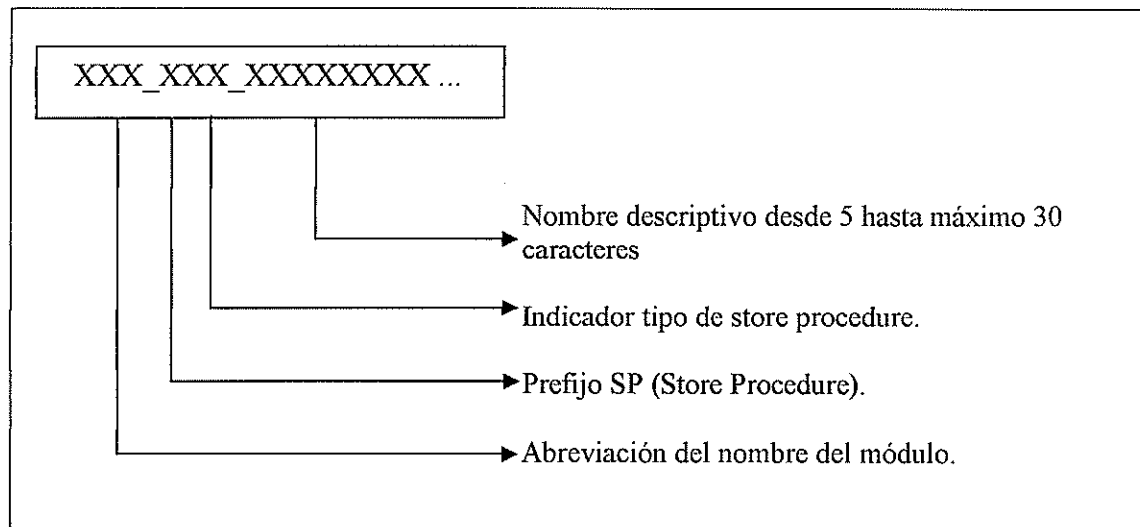 XXX_XXX_XXXXXXXX ...
Nombre descriptivo desde 5 hasta máximo 30
caracteres
Indicador tipo de store procedure.
Prefijo SP (Store Procedure).
Abreviación del nombre del módulo.